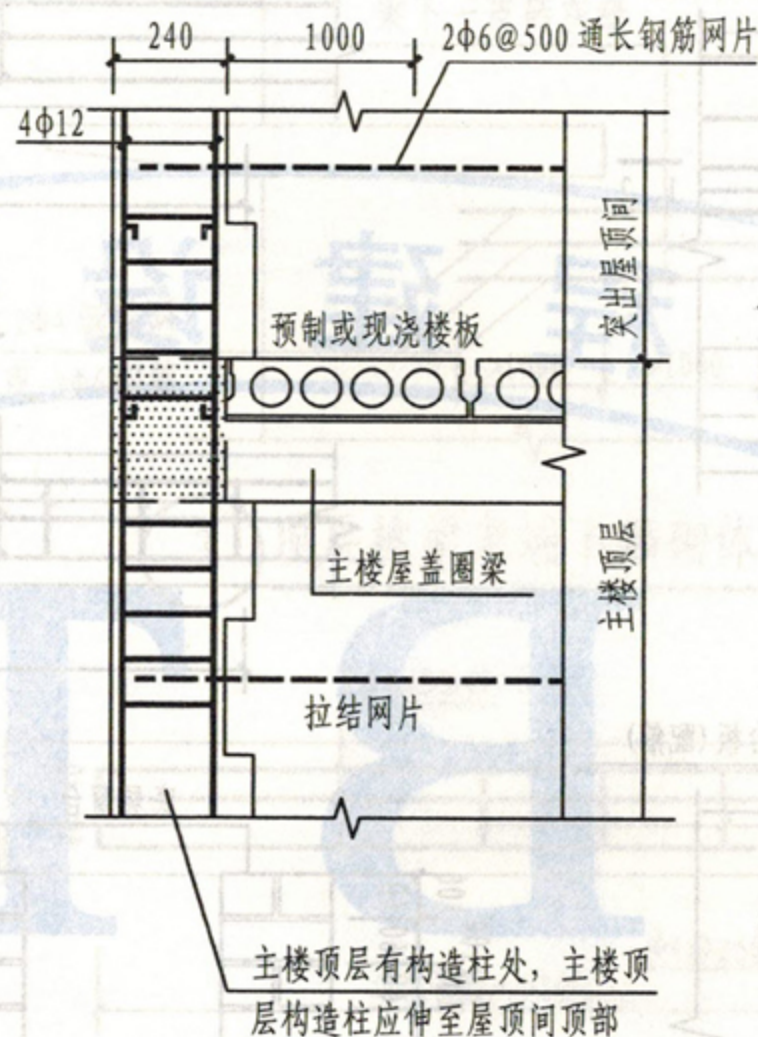 240
1000
2Φ6@500 通长钢筋网片
4Φ12
突出屋顶间
预制或现浇楼板
主楼屋盖圈梁
主楼顶层
拉结网片
主楼顶层有构造柱处，主楼顶
层构造柱应伸至屋顶间顶部